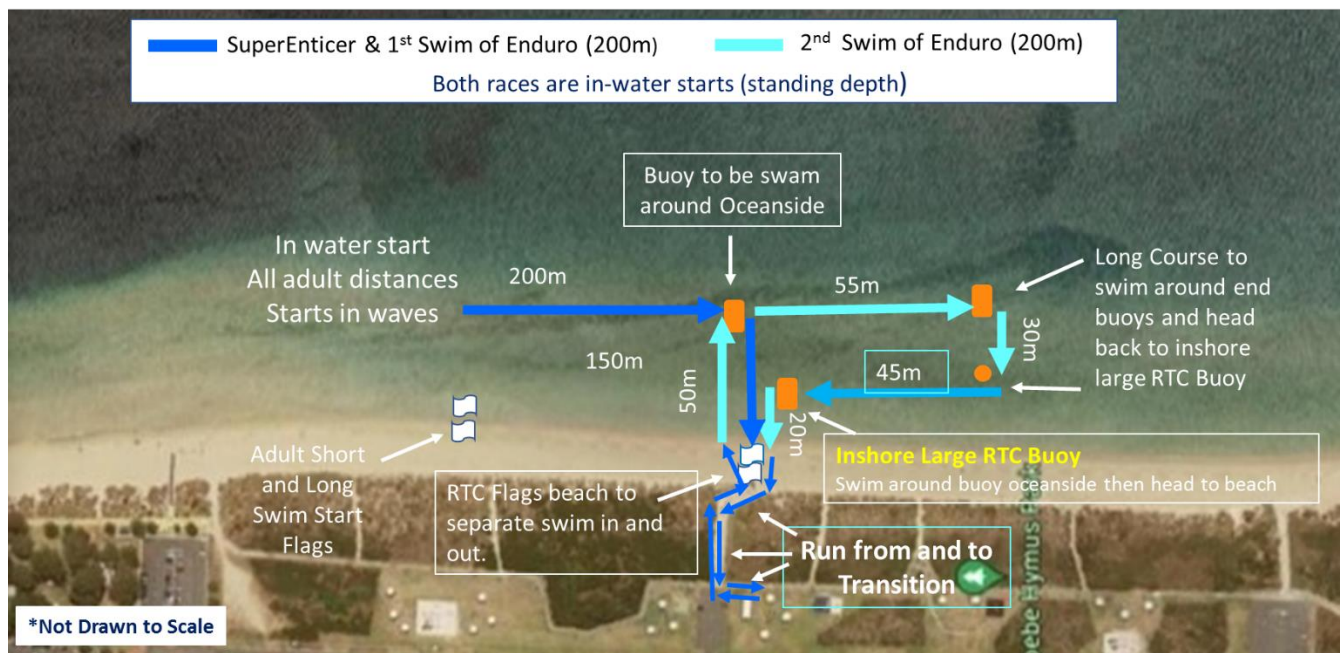 SuperEnticer & 1st Swim of Enduro (200m)
2nd Swim of Enduro (200m)
Both races are in-water starts (standing depth)
Buoy to be swam
around Oceanside
In water start
All adult distances
Starts in waves
200m
55m
Long Course to
swim around end
buoys and head
back to inshore
large RTC Buoy
30m
150m
50m
45m
20m
Adult Short
and Long
Swim Start
Flags
RTC Flags beach to
separate swim in and
out.
Inshore Large RTC Buoy
Swim around buoy oceanside then head to beach
Run from and to
Transition
*Not Drawn to Scale